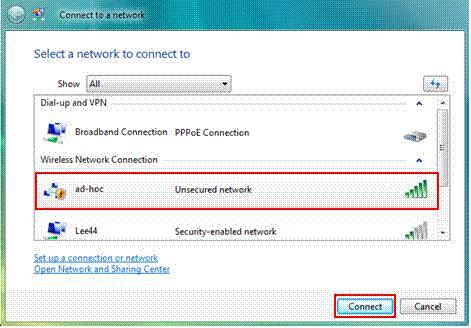 Connect to a network
Select a network to connect to
Show All
Dial-up and VPN
Broadband Connection PPPoE Connection
Wireless Network Connection
ad-hoc Unsecured network
Lee44 Security-enabled network
Set up a connection or network
Open Network and Sharing Center
Connect Cancel